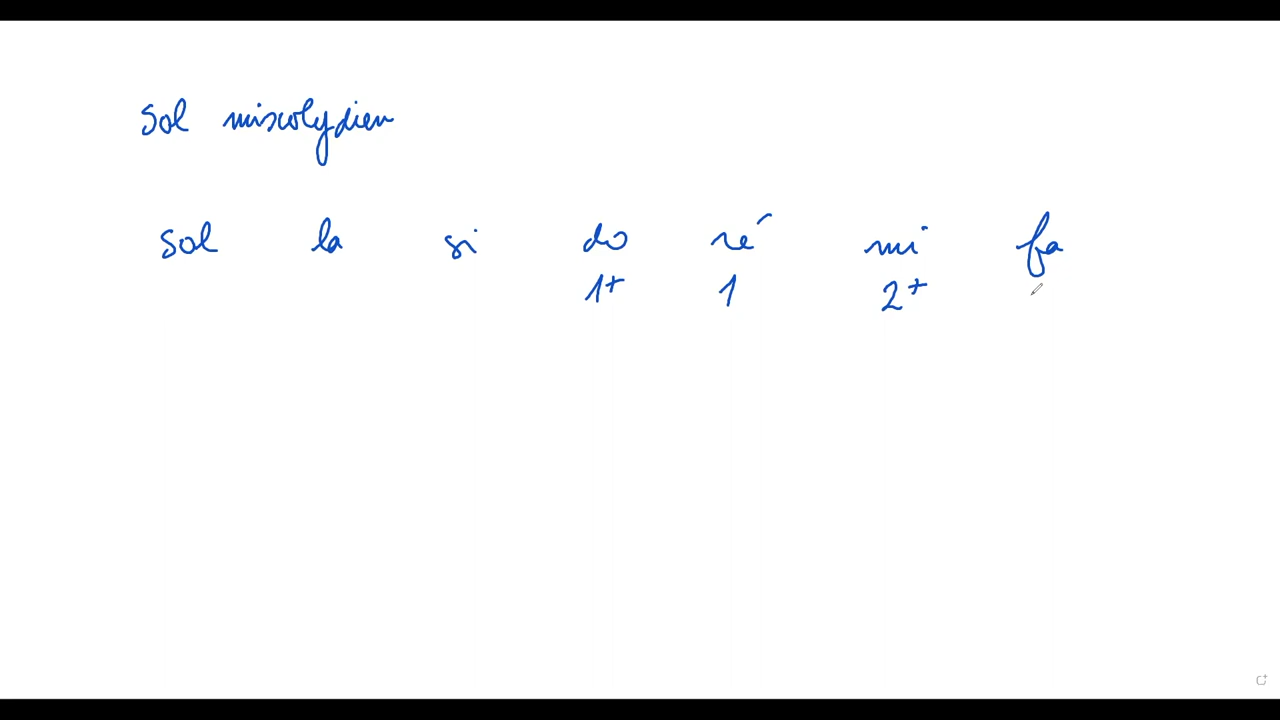 sol mixolydien
sol la si do ré mi fa
1+ 1 2+